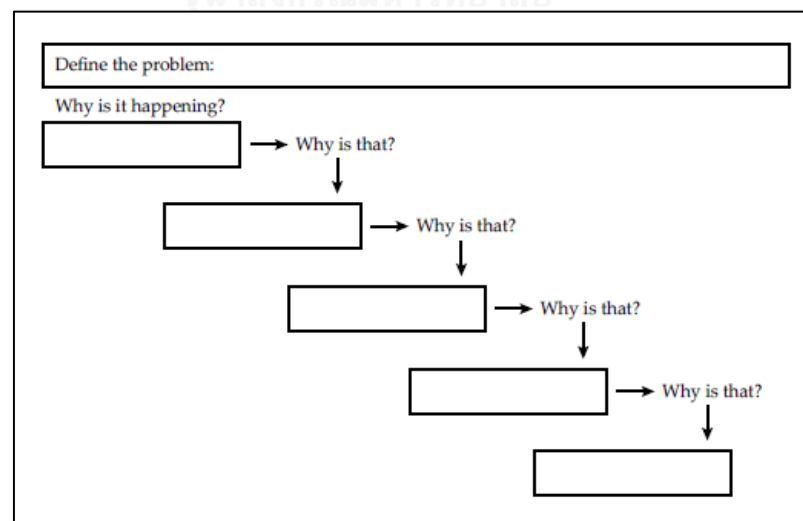 Define the problem:
Why is it happening?
Why is that?
Why is that?
Why is that?
Why is that?